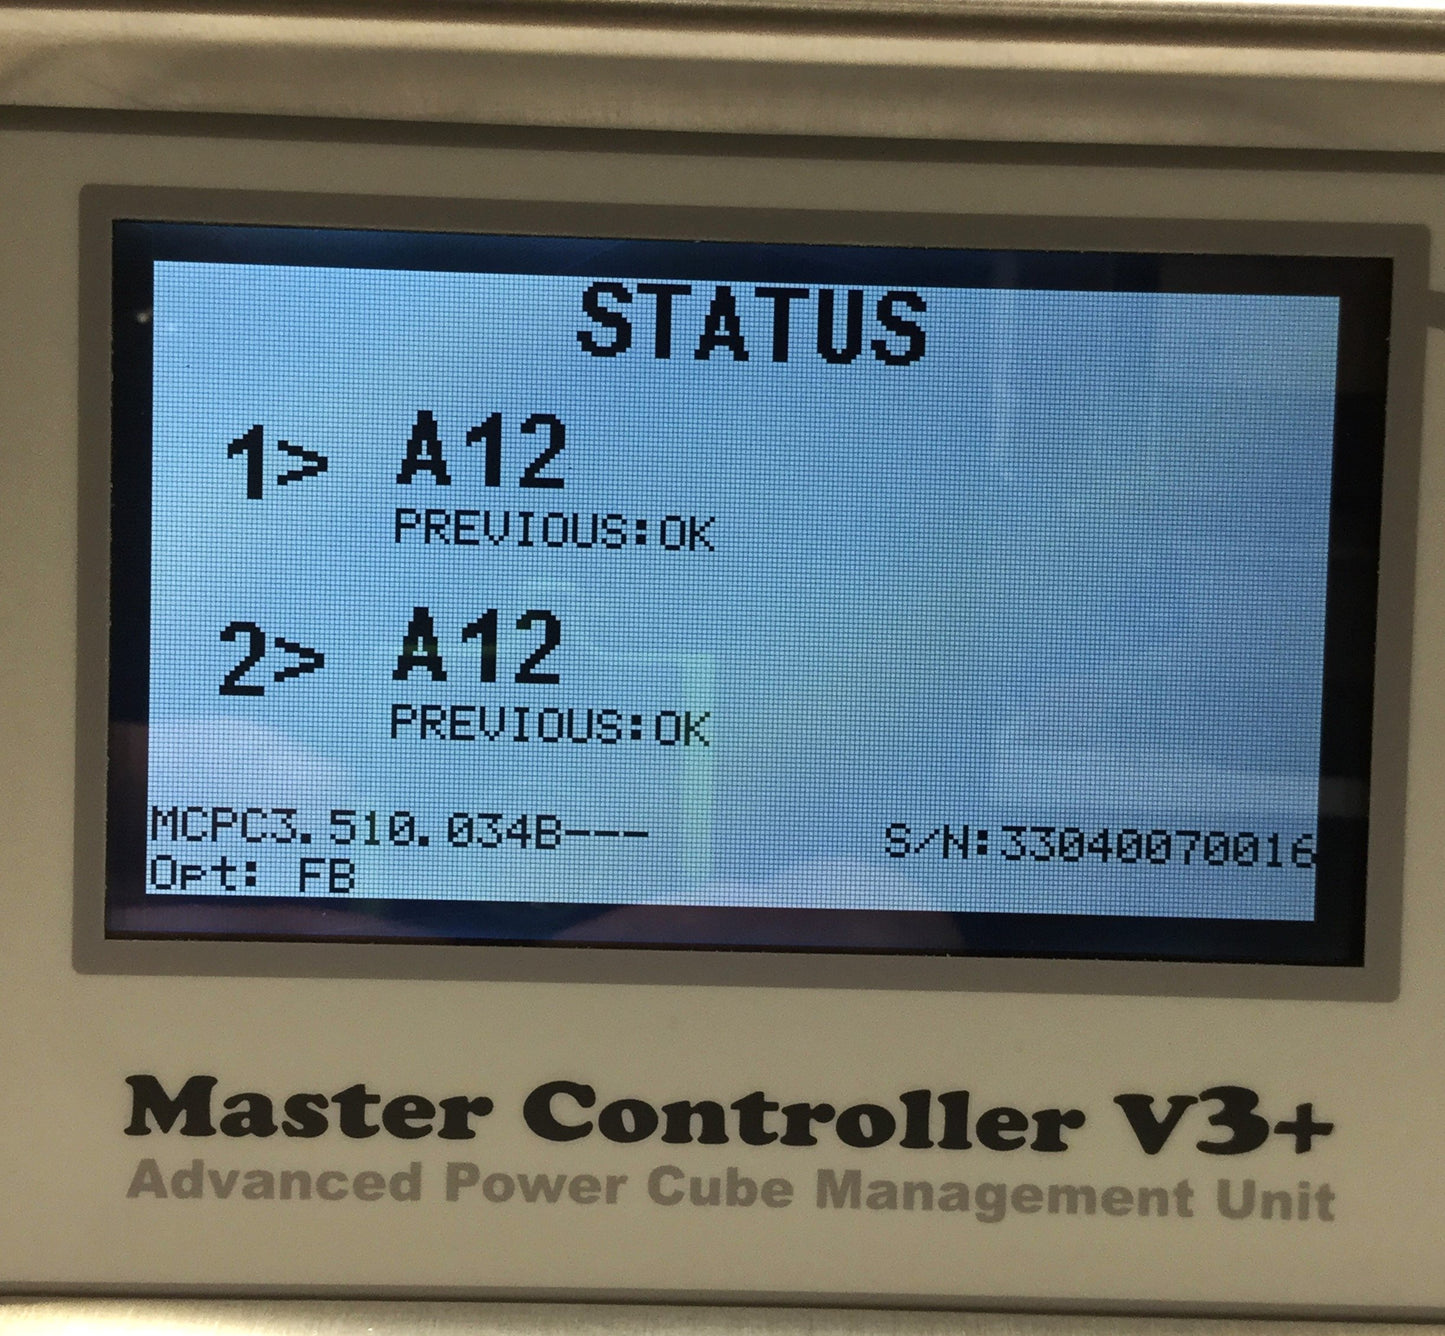 STATUS
1> A12
PREVIOUS:OK
2> A12
PREVIOUS:OK
MCPC3.510.034B--- S/N:33040070016
Opt: FB
Master Controller V3+
Advanced Power Cube Management Unit